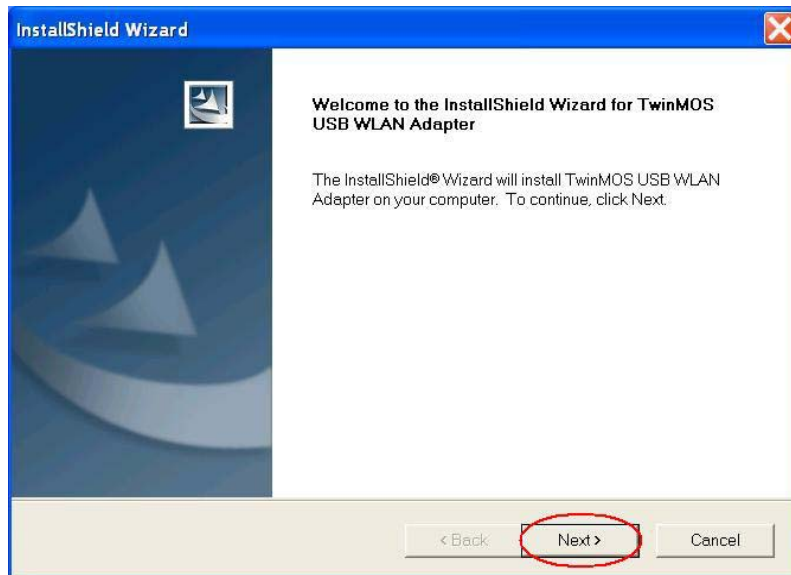 InstallShield Wizard
Welcome to the InstallShield Wizard for TwinMOS
USB WLAN Adapter
The InstallShield® Wizard will install TwinMOS USB WLAN
Adapter on your computer. To continue, click Next.
< Back
Next >
Cancel